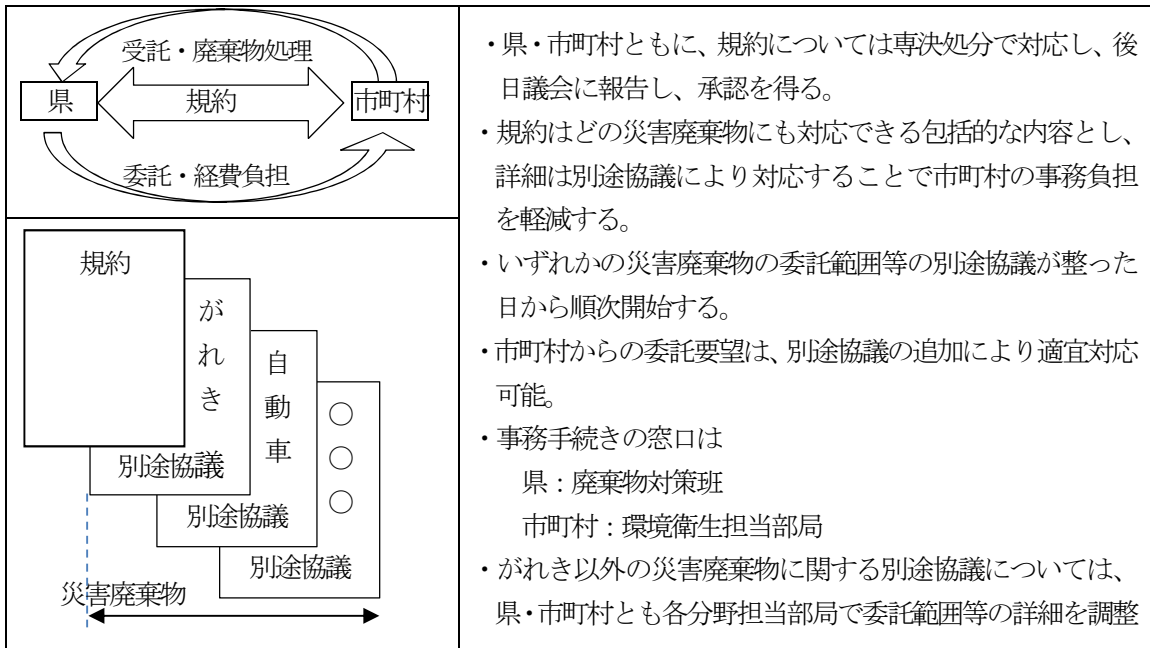 受託・廃棄物処理
県
規約
市町村
委託・経費負担
規約
がれき
別途協議
自動車
別途協議
○○○
別途協議
災害廃棄物
・県・市町村ともに、規約については専決処分で対応し、後
日議会に報告し、承認を得る。
・規約はどの災害廃棄物にも対応できる包括的な内容とし、
詳細は別途協議により対応することで市町村の事務負担
を軽減する。
・いずれかの災害廃棄物の委託範囲等の別途協議が整った
日から順次開始する。
・市町村からの委託要望は、別途協議の追加により適宜対応
可能。
・事務手続きの窓口は
県：廃棄物対策班
市町村：環境衛生担当部局
・がれき以外の災害廃棄物に関する別途協議については、
県・市町村とも各分野担当部局で委託範囲等の詳細を調整